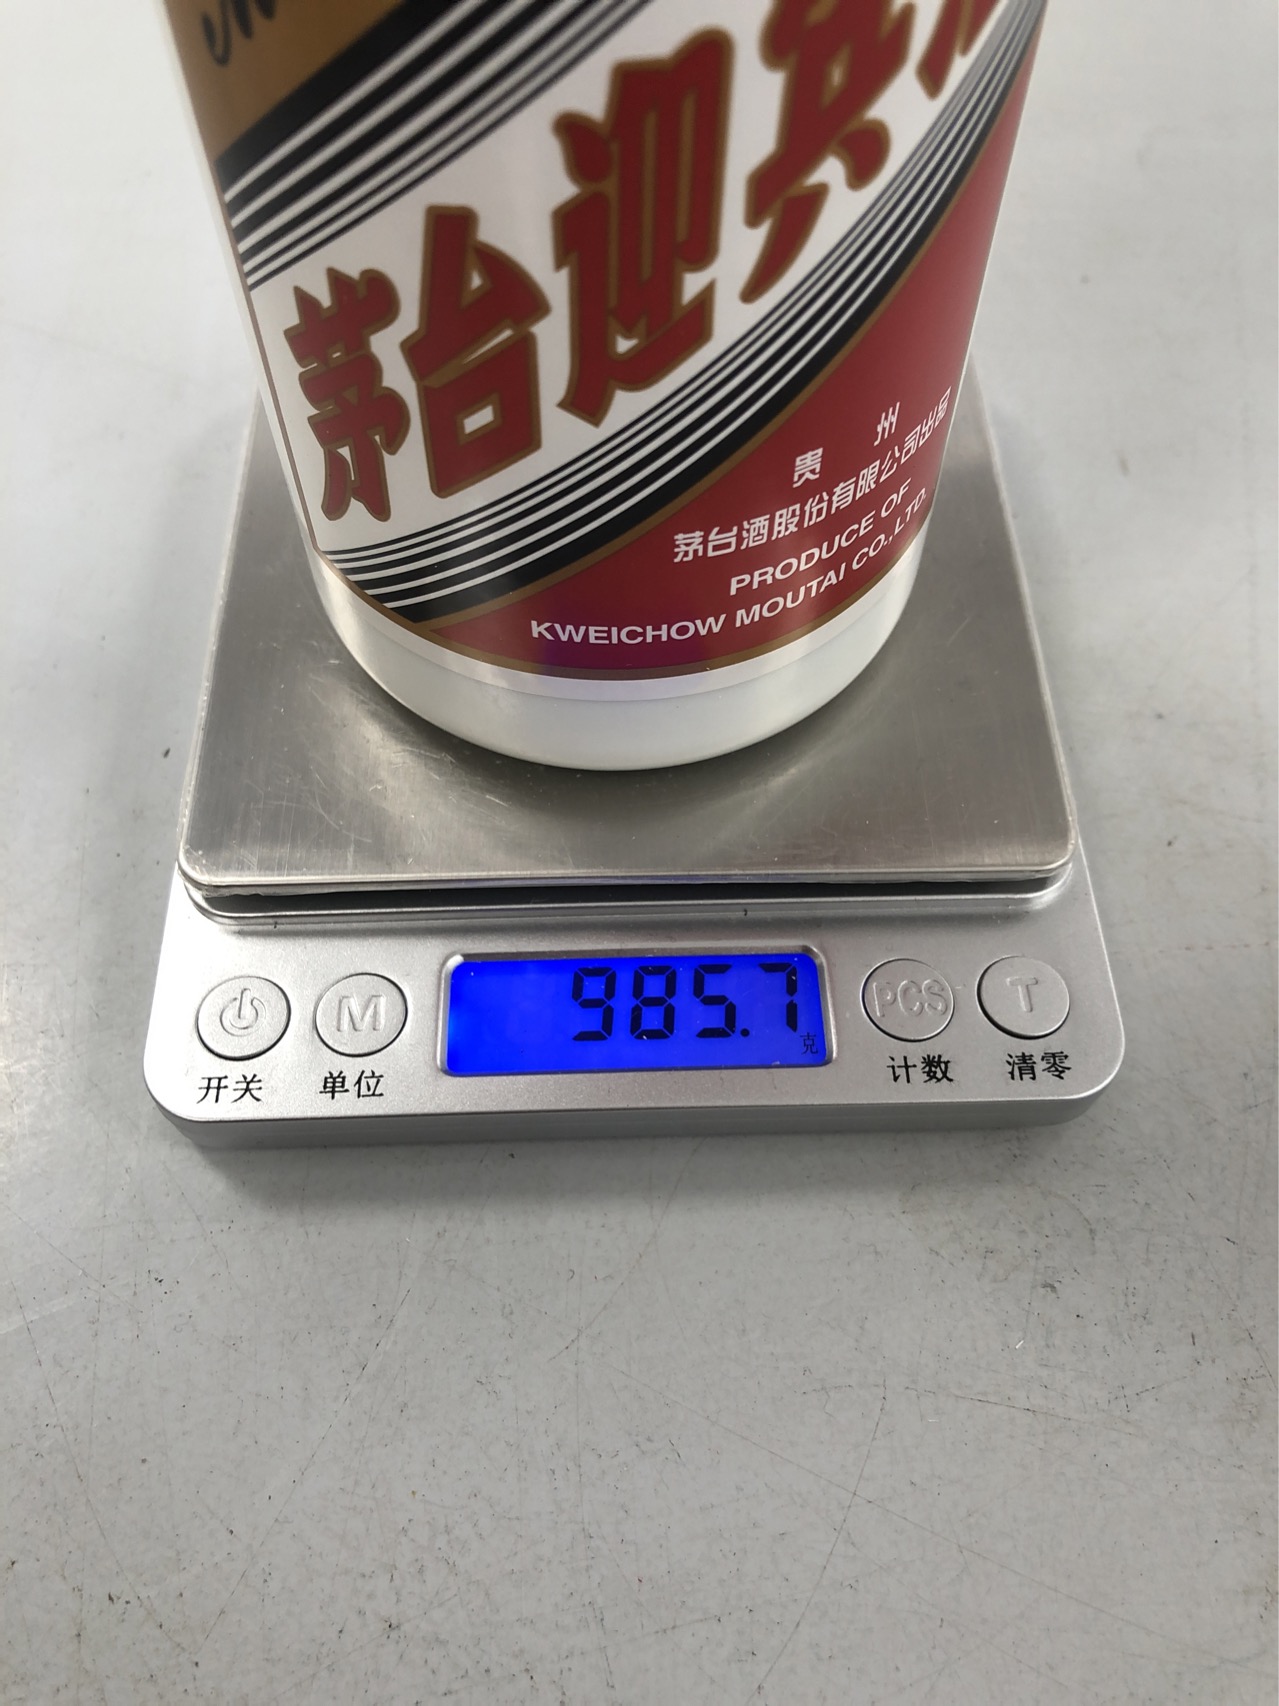 茅台迎宾
贵州
茅台酒股份有限公司出品
PRODUCE OF
KWEICHOW MOUTAI CO.,LTD.
985.7
克
M
PCS
T
开关
单位
计数
清零